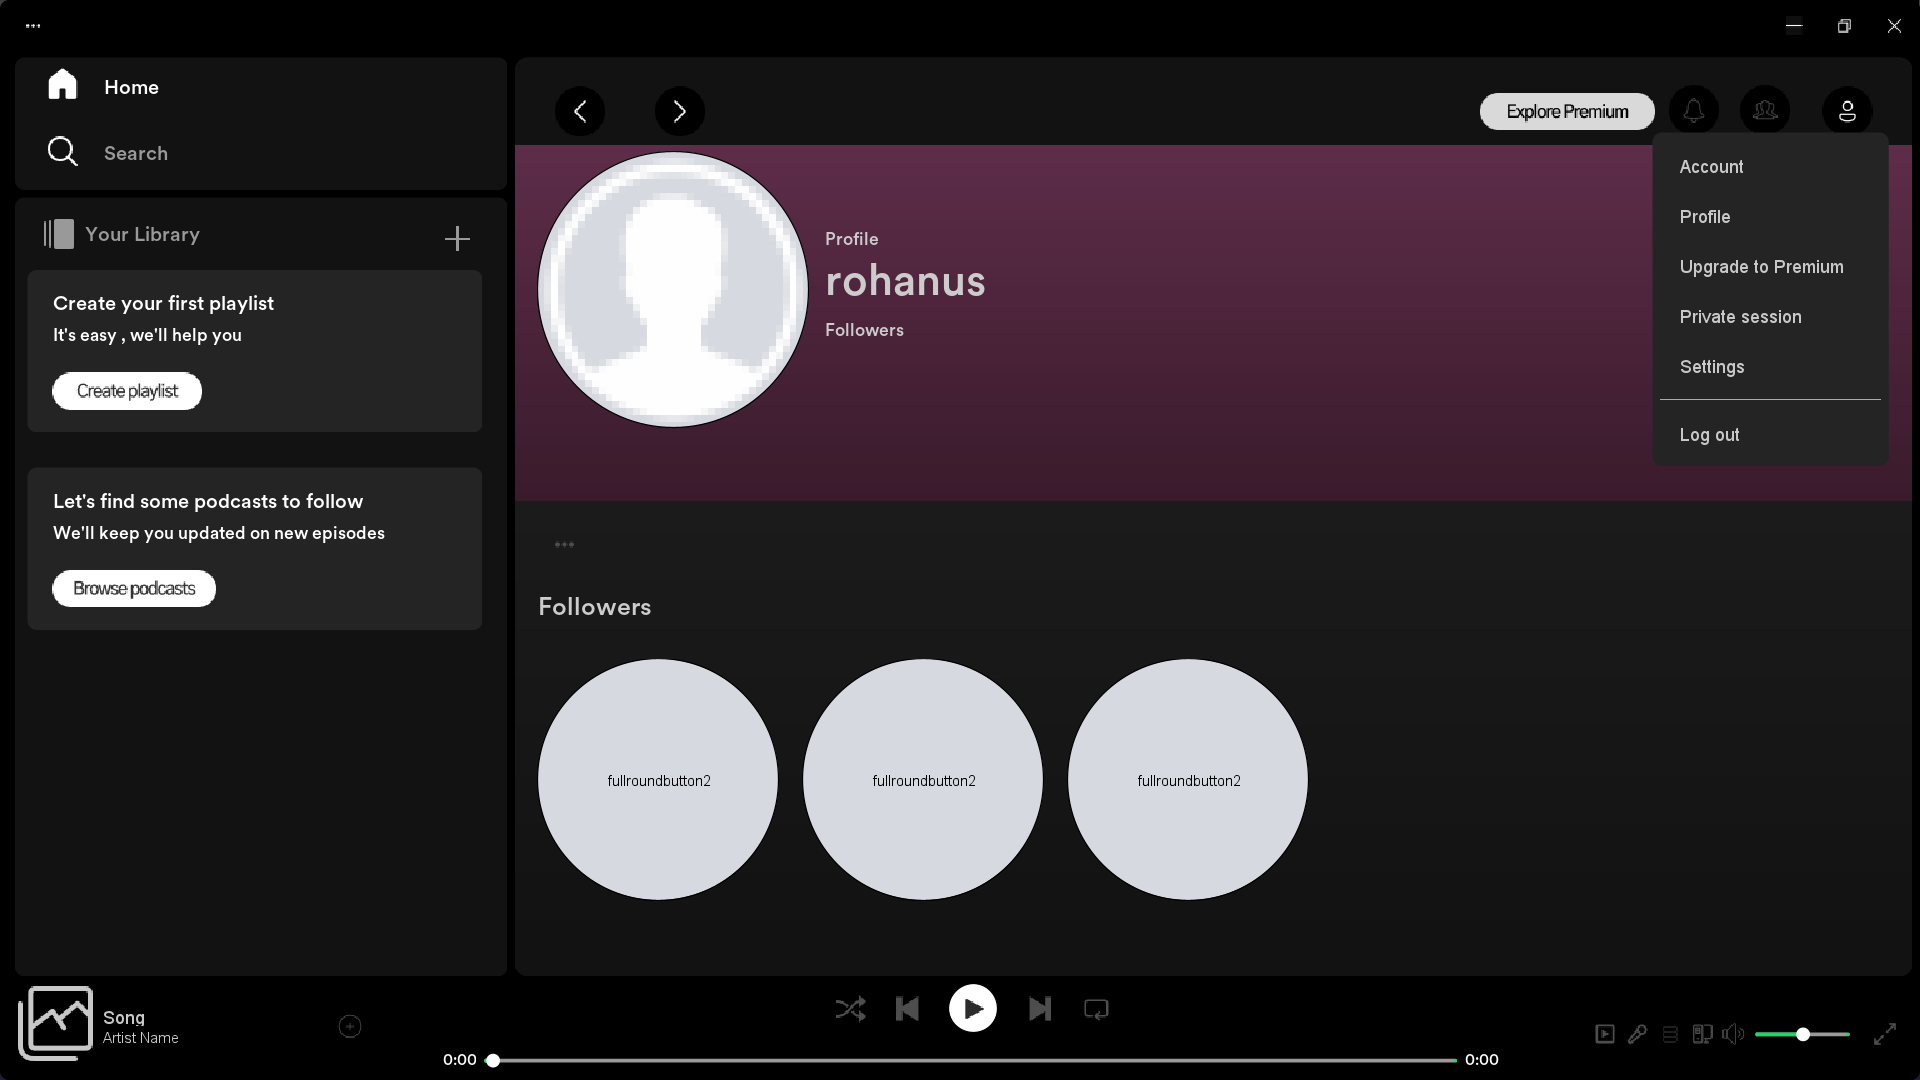 Home
Search
Your Library
Create your first playlist
It's easy , we'll help you
Create playlist
Let's find some podcasts to follow
We'll keep you updated on new episodes
Browse podcasts
Explore Premium
Profile
rohanus
Followers
Account
Profile
Upgrade to Premium
Private session
Settings
Log out
Followers
fullroundbutton2
fullroundbutton2
fullroundbutton2
Song
Artist Name
0:00
0:00